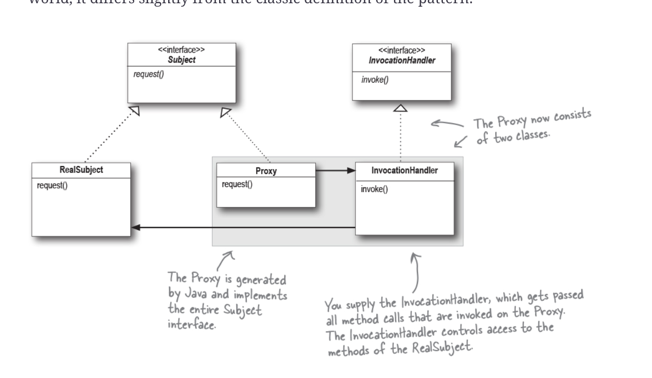 world, it differs slightly from the classic definition of the pattern.
<<interface>>
Subject
request()
<<interface>>
InvocationHandler
invoke()
The Proxy now consists
of two classes.
RealSubject
request()
Proxy
request()
InvocationHandler
invoke()
The Proxy is generated
by Java and implements
the entire Subject
interface.
You supply the InvocationHandler, which gets passed
all method calls that are invoked on the Proxy.
The InvocationHandler controls access to the
methods of the RealSubject.